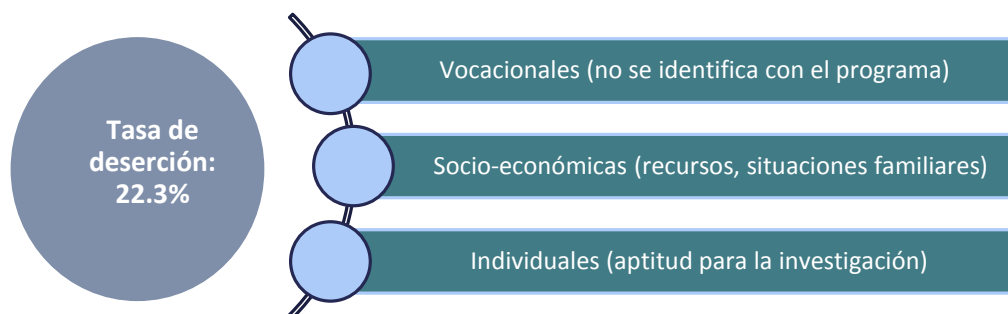 Tasa de
deserción:
22.3%
Vocacionales (no se identifica con el programa)
Socio-económicas (recursos, situaciones familiares)
Individuales (aptitud para la investigación)